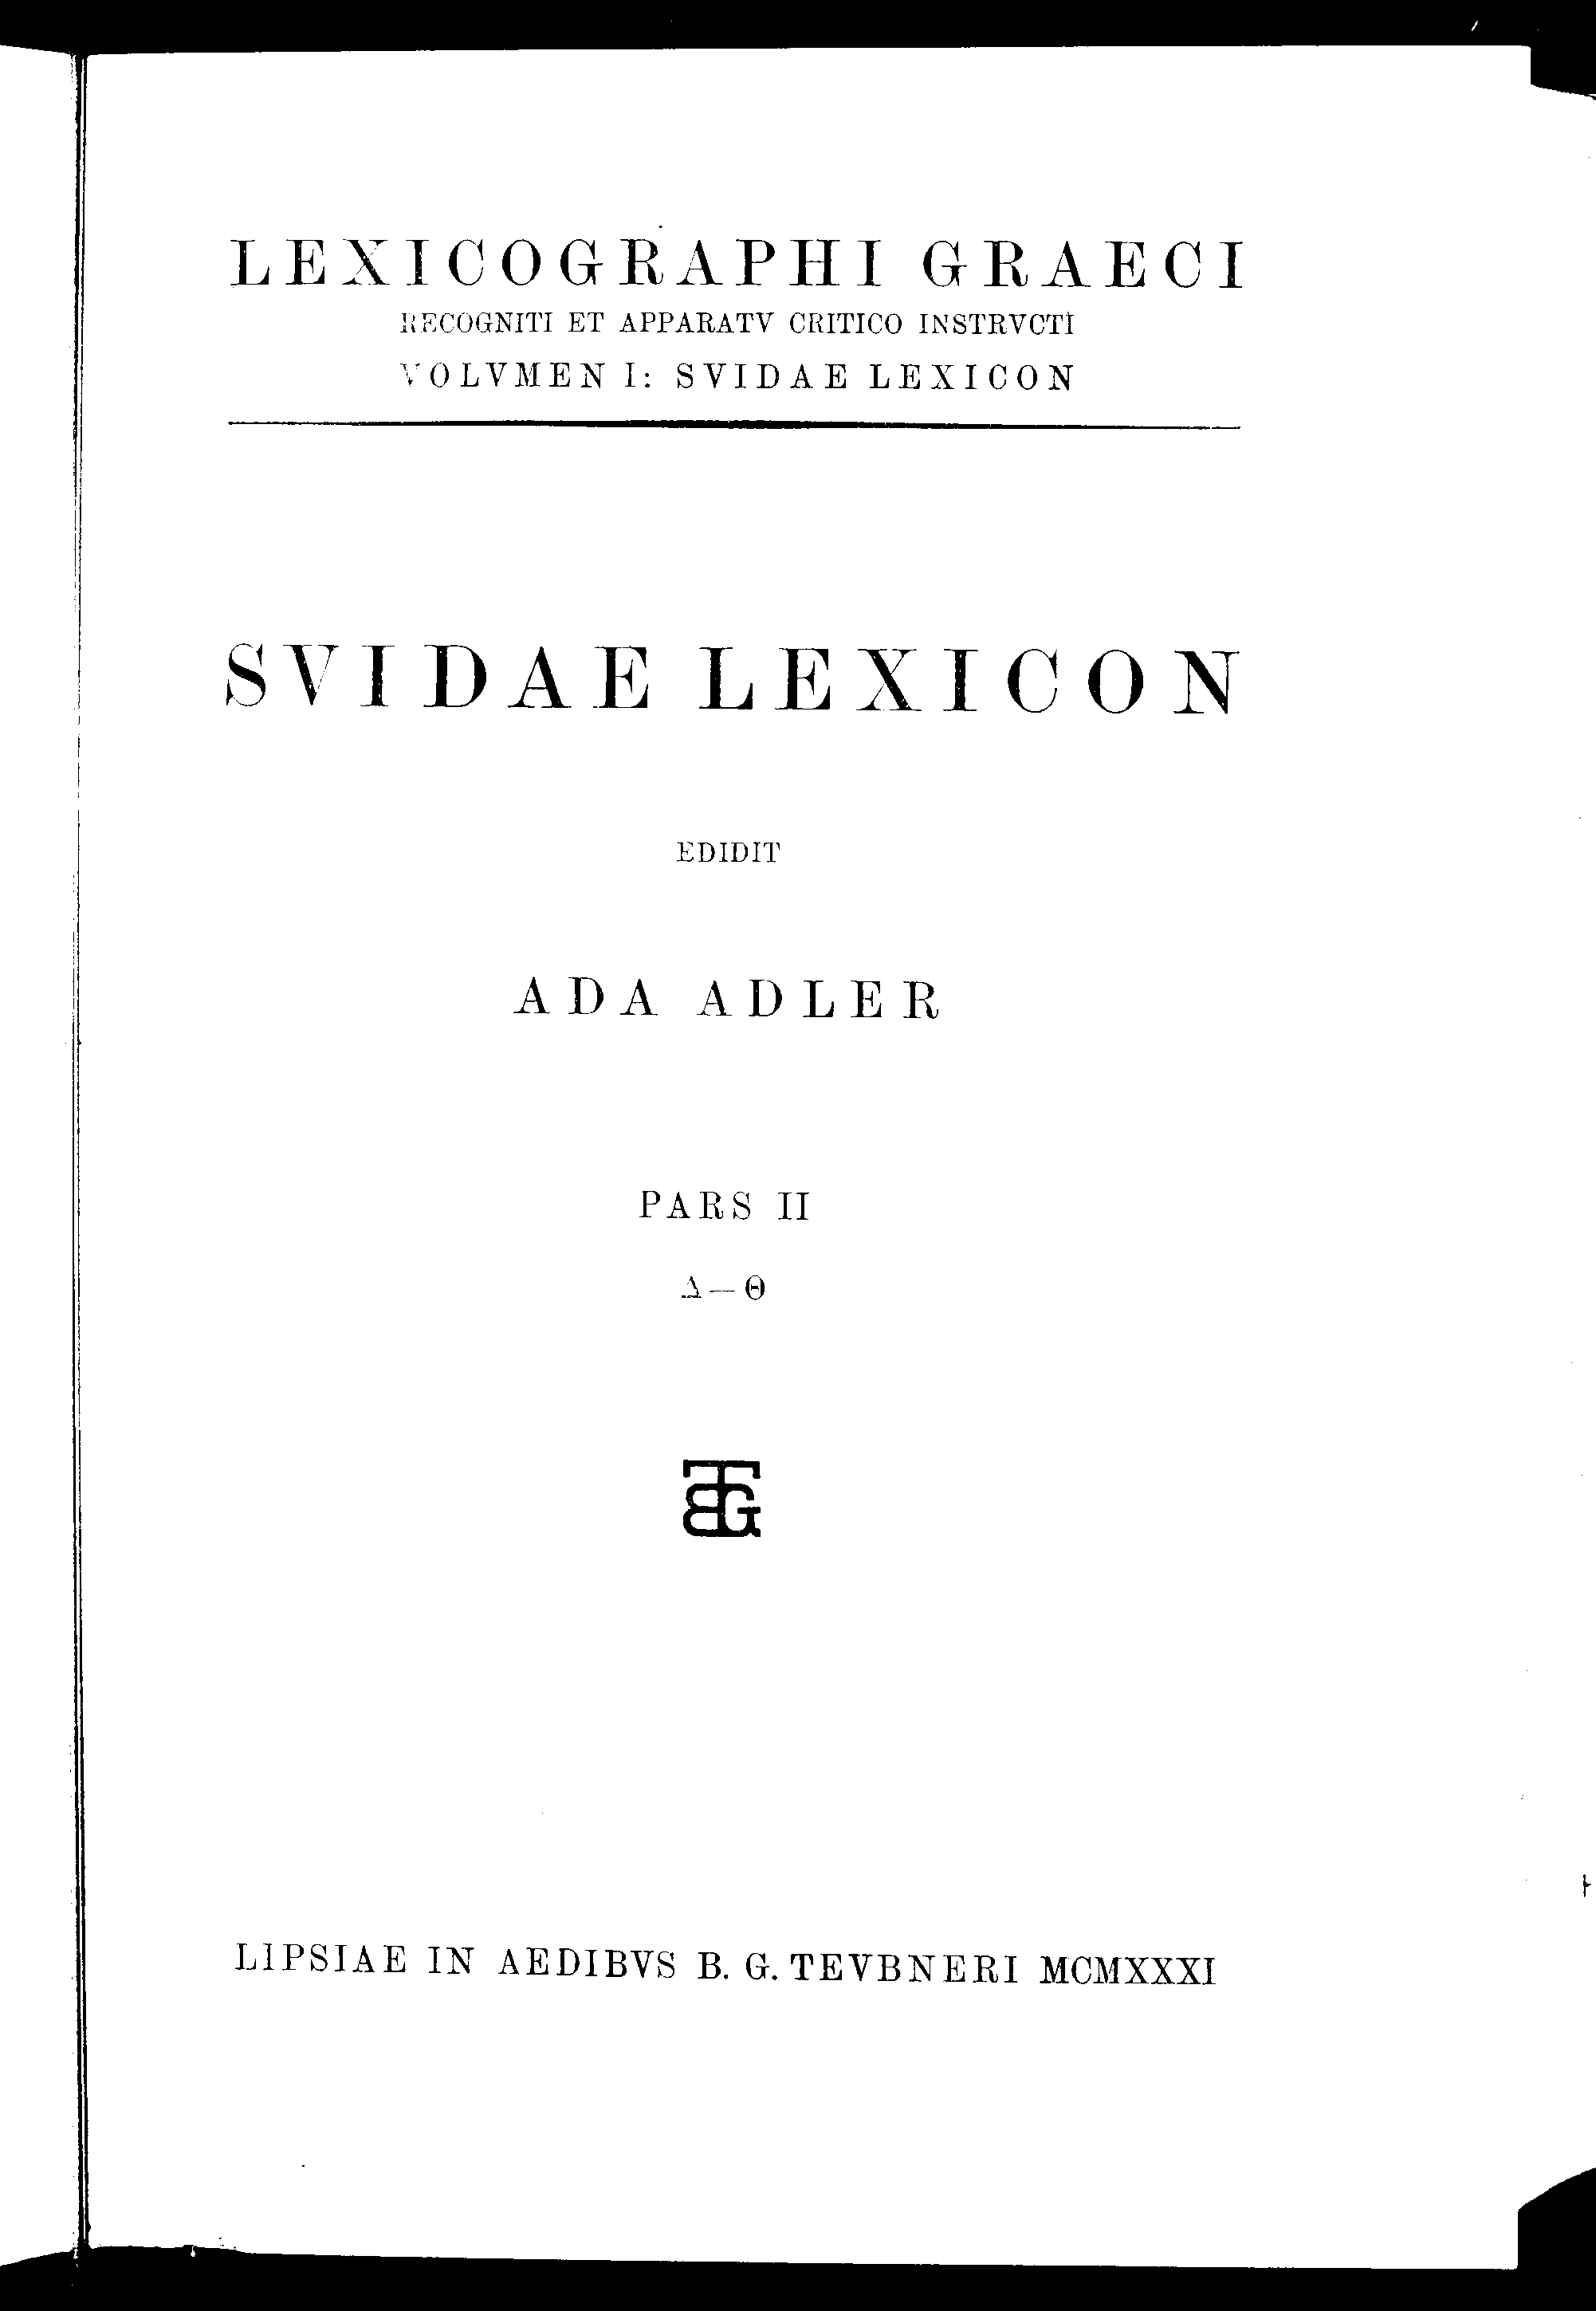 LEXICOGRAPHI GRAECI
RECOGNITI ET APPARATV CRITICO INSTRVCTI
VOLVMEN I: SVIDAE LEXICON
SVIDAE LEXICON
EDIDIT
ADA ADLER
PARS II
Δ—Θ
BTG
LIPSIAE IN AEDIBVS B. G. TEVBNERI MCMXXXI